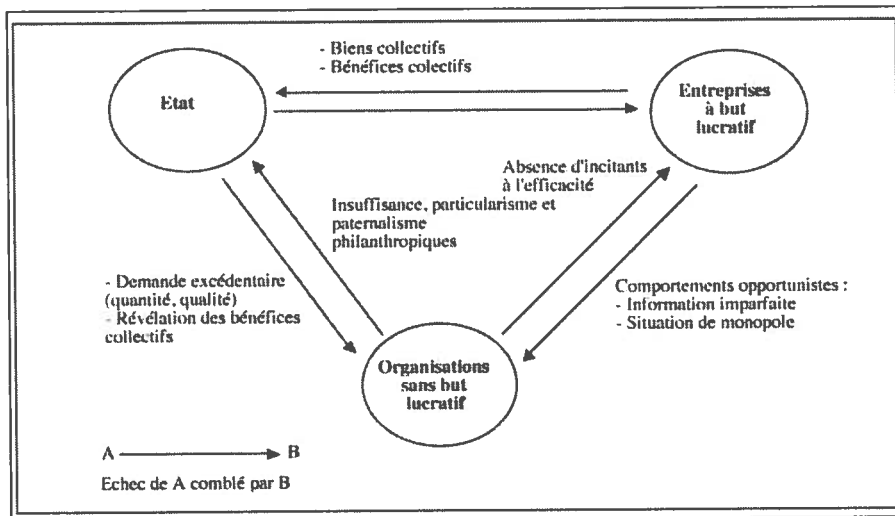 - Biens collectifs
- Bénéfices colectifs
Etat
Entreprises
à but
lucratif
Absence d'incitants
à l'efficacité
Insuffisance, particularisme et
paternalisme
philanthropiques
- Demande excédentaire
(quantité, qualité)
- Révélation des bénéfices
collectifs
Comportements opportunistes :
- Information imparfaite
- Situation de monopole
Organisations
sans but
lucratif
A B
Echec de A comblé par B